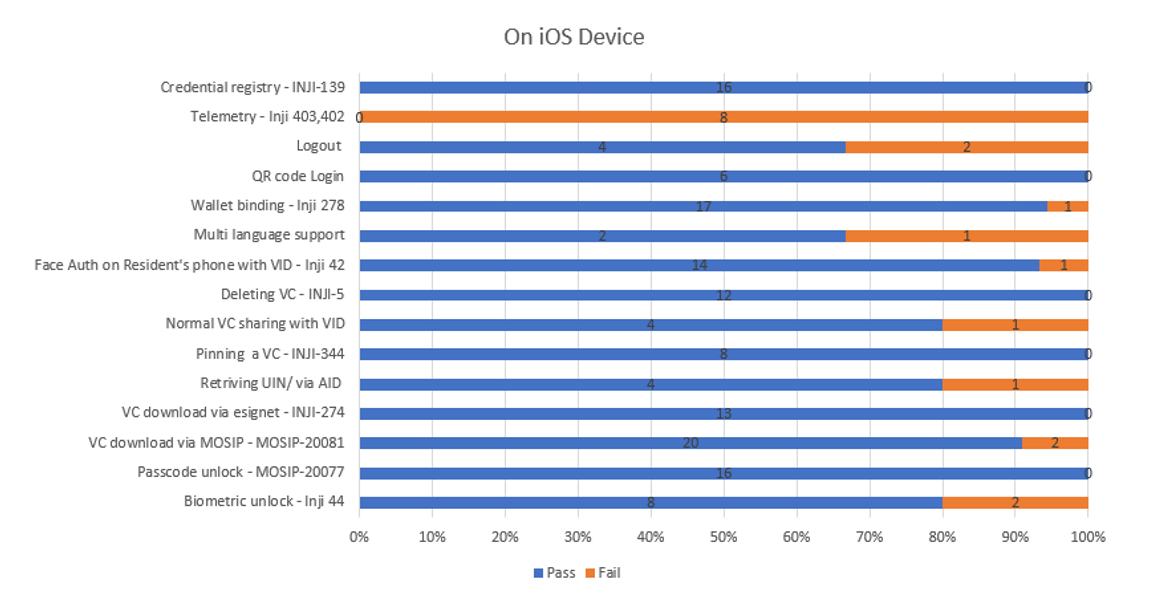 On iOS Device
Credential registry - INJI-139 16 0
Telemetry - Inji 403,402 0 8
Logout 4 2
QR code Login 6 0
Wallet binding - Inji 278 17 1
Multi language support 2 1
Face Auth on Resident's phone with VID - Inji 42 14 1
Deleting VC - INJI-5 12 0
Normal VC sharing with VID 4 1
Pinning a VC - INJI-344 8 0
Retriving UIN/ via AID 4 1
VC download via esignet - INJI-274 13 0
VC download via MOSIP - MOSIP-20081 20 2
Passcode unlock - MOSIP-20077 16 0
Biometric unlock - Inji 44 8 2
0% 10% 20% 30% 40% 50% 60% 70% 80% 90% 100%
Pass Fail